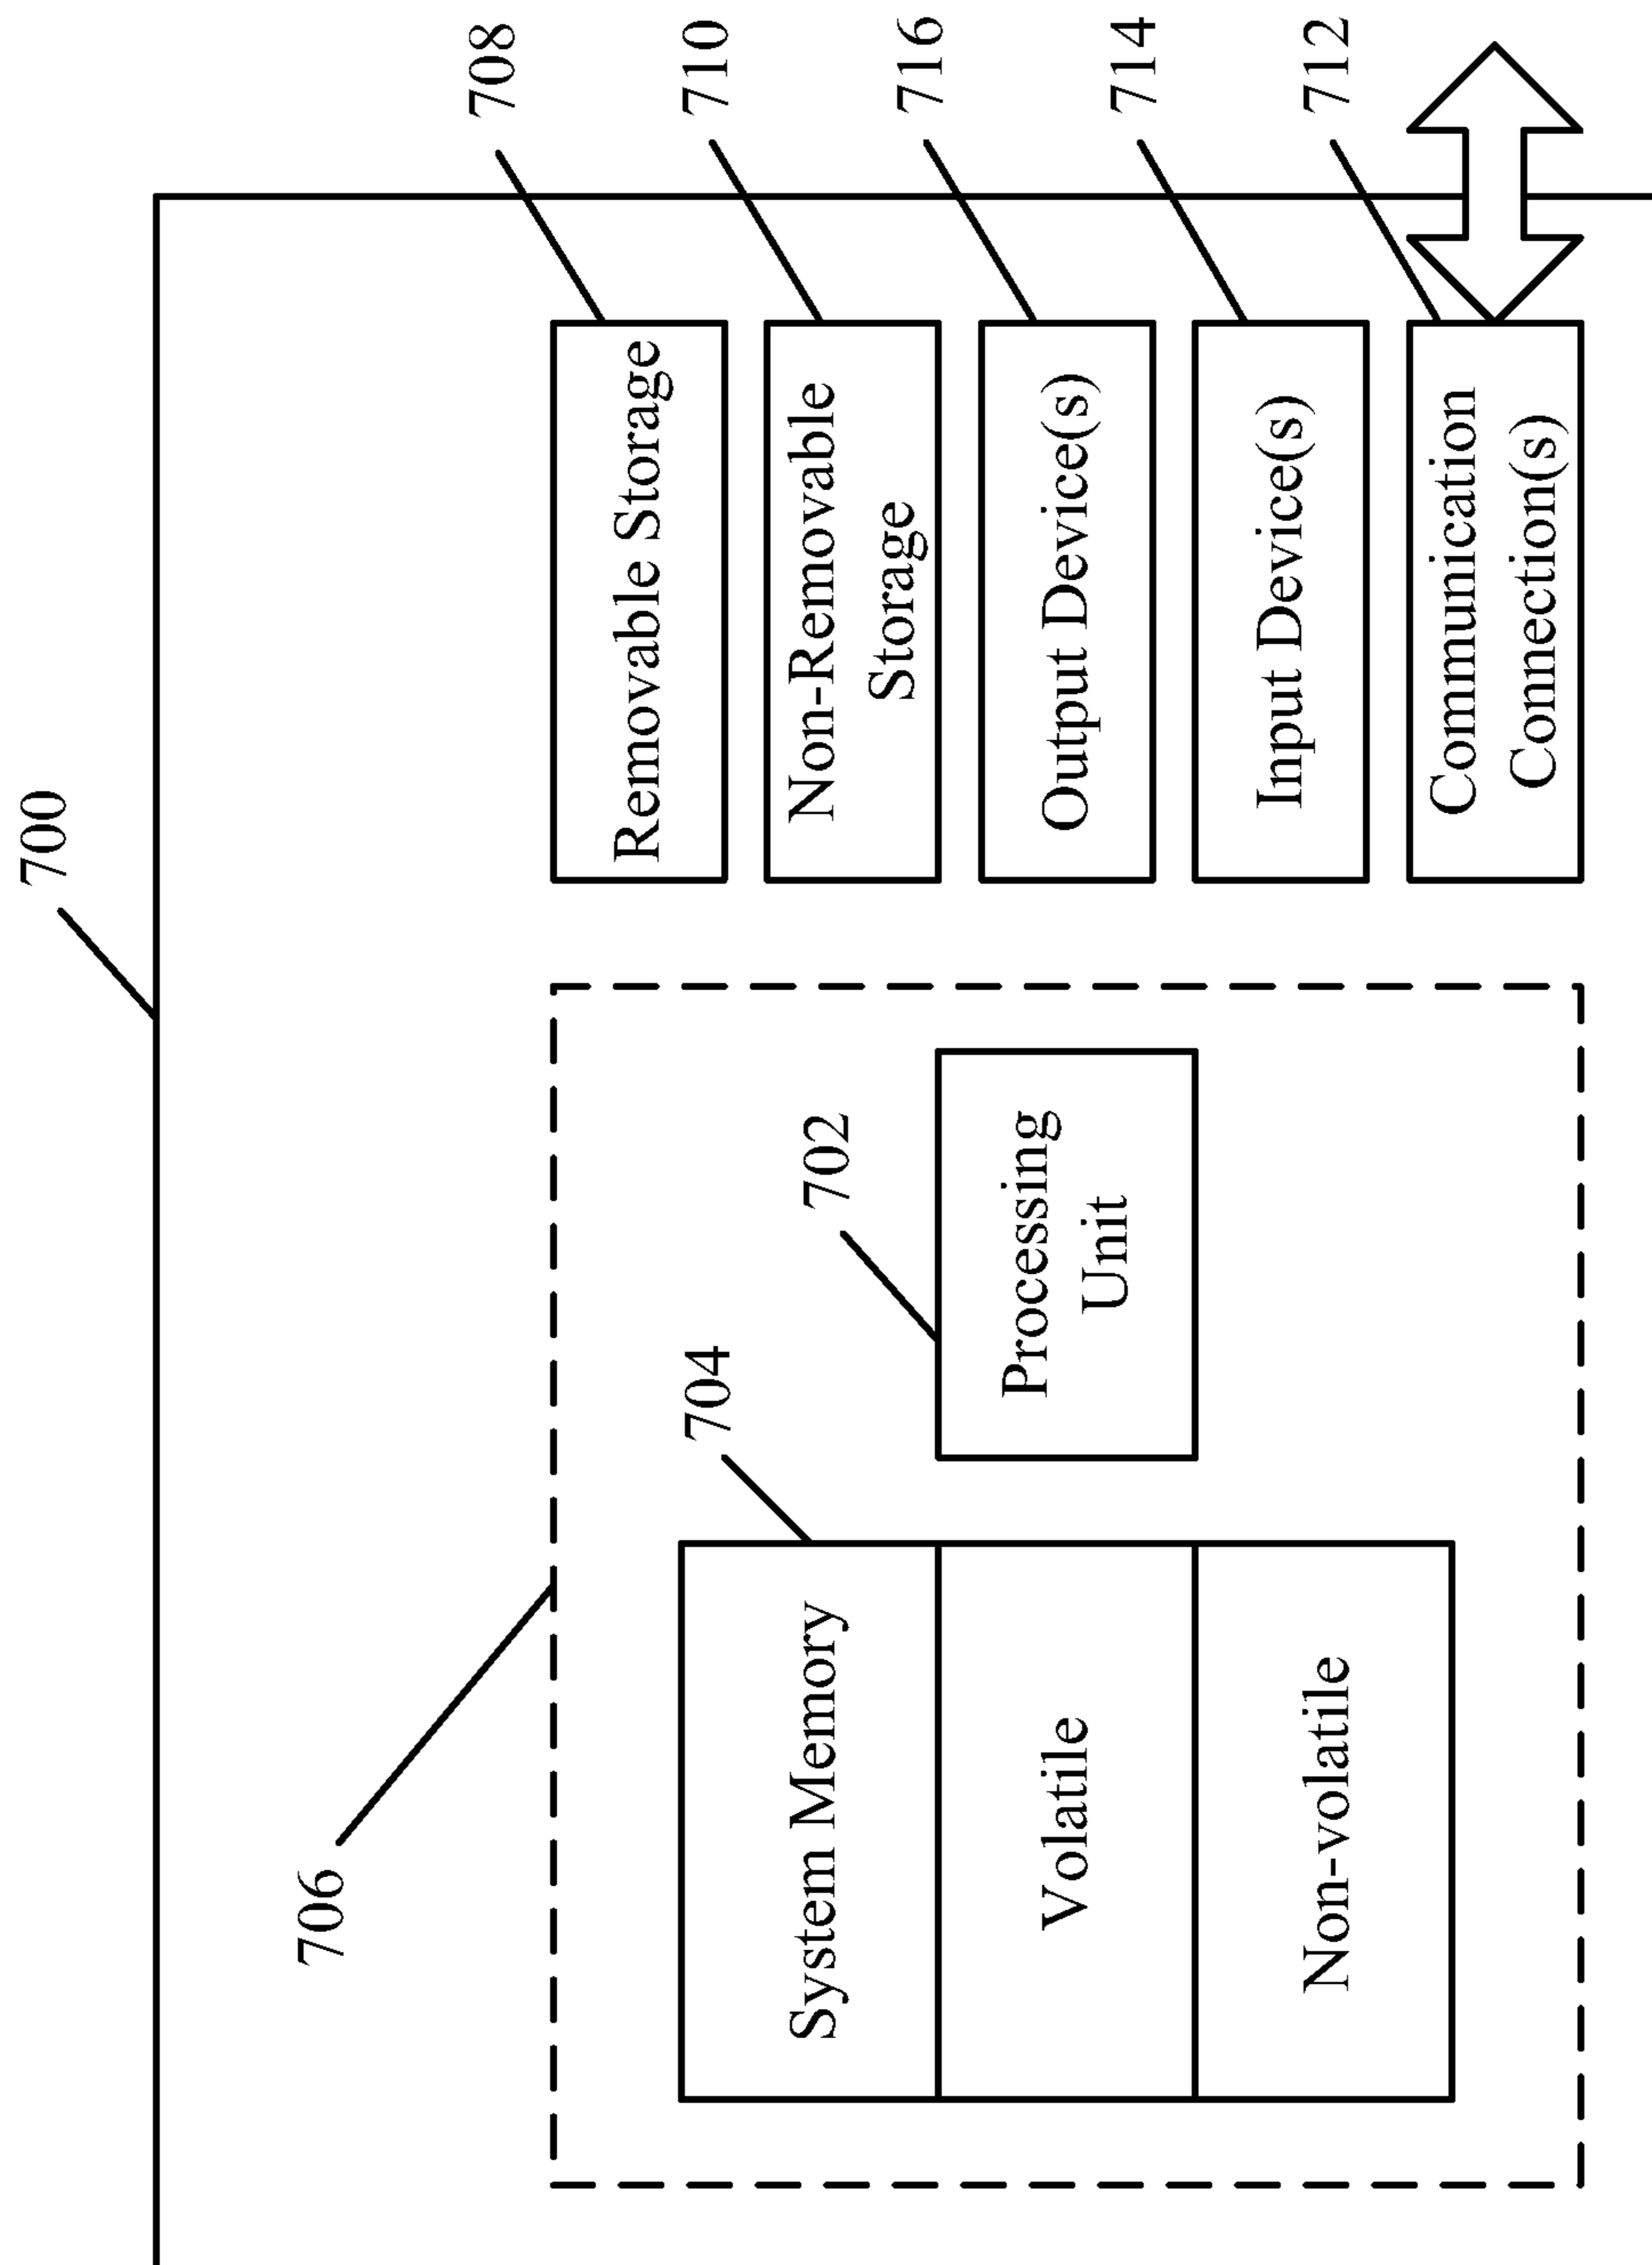 700
706
704
System Memory
Volatile
Non-volatile
702
Processing
Unit
708
Removable Storage
710
Non-Removable
Storage
716
Output Device(s)
714
Input Device(s)
712
Communication
Connection(s)